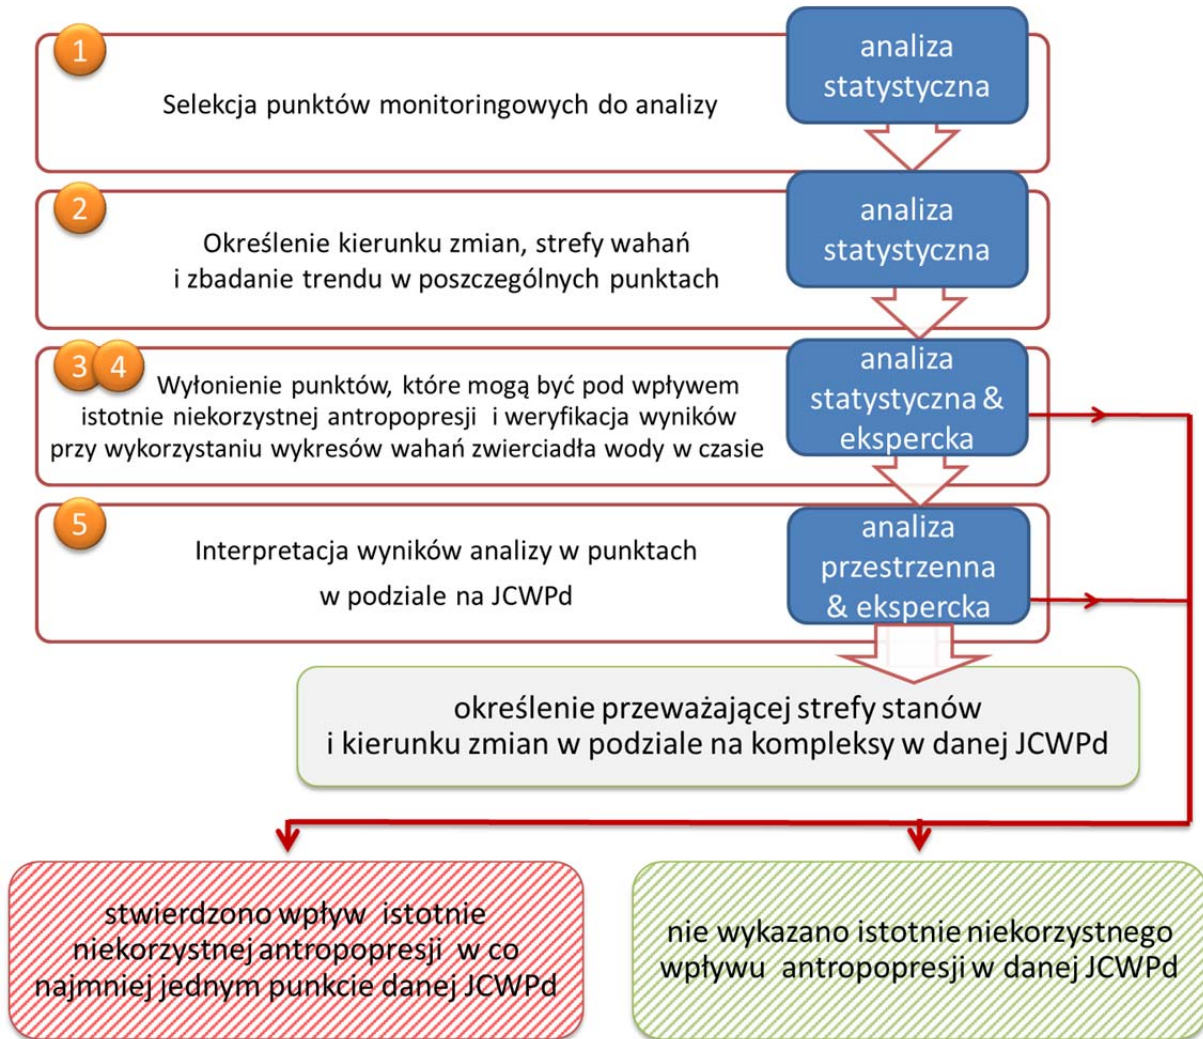 1
Selekcja punktów monitoringowych do analizy
analiza
statystyczna
2
Określenie kierunku zmian, strefy wahań
i zbadanie trendu w poszczególnych punktach
analiza
statystyczna
3 4
Wyłonienie punktów, które mogą być pod wpływem
istotnie niekorzystnej antropopresji i weryfikacja wyników
przy wykorzystaniu wykresów wahań zwierciadła wody w czasie
analiza
statystyczna &
ekspercka
5
Interpretacja wyników analizy w punktach
w podziale na JCWPd
analiza
przestrzenna
& ekspercka
określenie przeważającej strefy stanów
i kierunku zmian w podziale na kompleksy w danej JCWPd
stwierdzono wpływ istotnie
niekorzystnej antropopresji w co
najmniej jednym punkcie danej JCWPd
nie wykazano istotnie niekorzystnego
wpływu antropopresji w danej JCWPd